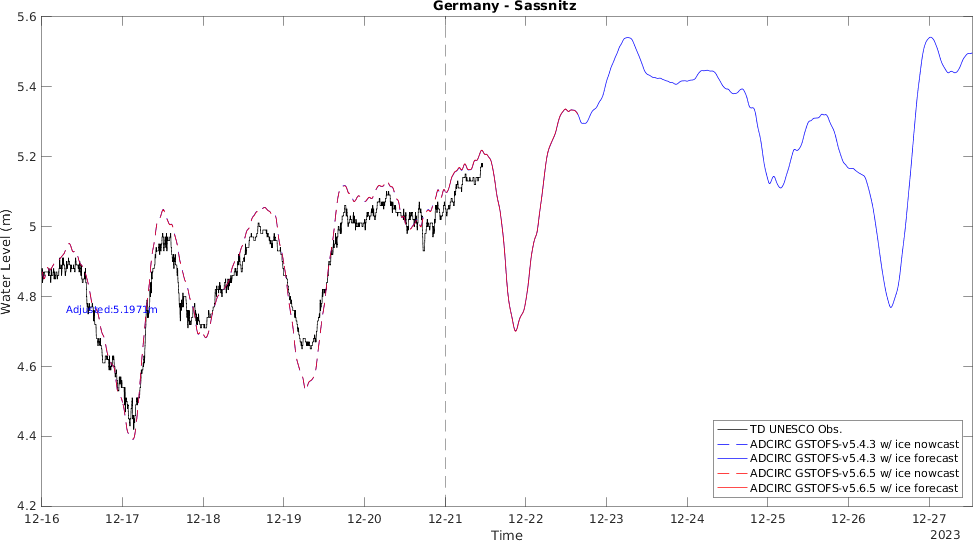 Germany - Sassnitz
Water Level (m)
5.6
5.4
5.2
5
4.8
4.6
4.4
4.2
Adjusted:5.1971m
TD UNESCO Obs.
ADCIRC GSTOFS-v5.4.3 w/ ice nowcast
ADCIRC GSTOFS-v5.4.3 w/ ice forecast
ADCIRC GSTOFS-v5.6.5 w/ ice nowcast
ADCIRC GSTOFS-v5.6.5 w/ ice forecast
12-16 12-17 12-18 12-19 12-20 12-21 12-22 12-23 12-24 12-25 12-26 12-27
Time
2023